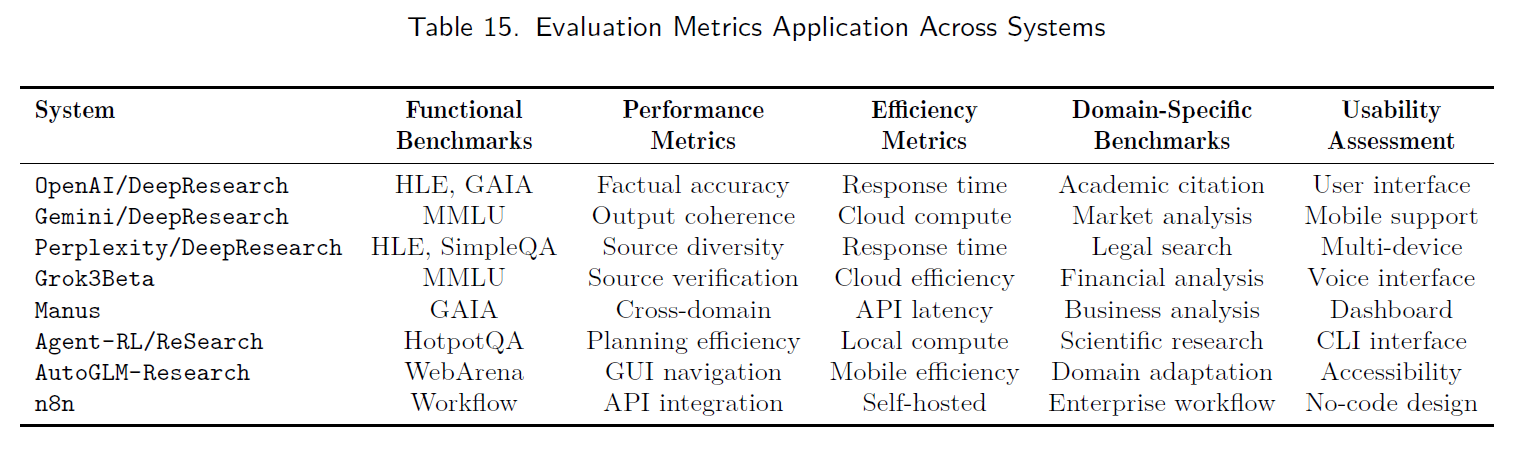 Table 15. Evaluation Metrics Application Across Systems
System Functional Benchmarks Performance Metrics Efficiency Metrics Domain-Specific Benchmarks Usability Assessment
OpenAI/DeepResearch HLE, GAIA Factual accuracy Response time Academic citation User interface
Gemini/DeepResearch MMLU Output coherence Cloud compute Market analysis Mobile support
Perplexity/DeepResearch HLE, SimpleQA Source diversity Response time Legal search Multi-device
Grok3Beta MMLU Source verification Cloud efficiency Financial analysis Voice interface
Manus GAIA Cross-domain API latency Business analysis Dashboard
Agent-RL/ReSearch HotpotQA Planning efficiency Local compute Scientific research CLI interface
AutoGLM-Research WebArena GUI navigation Mobile efficiency Domain adaptation Accessibility
n8n Workflow API integration Self-hosted Enterprise workflow No-code design